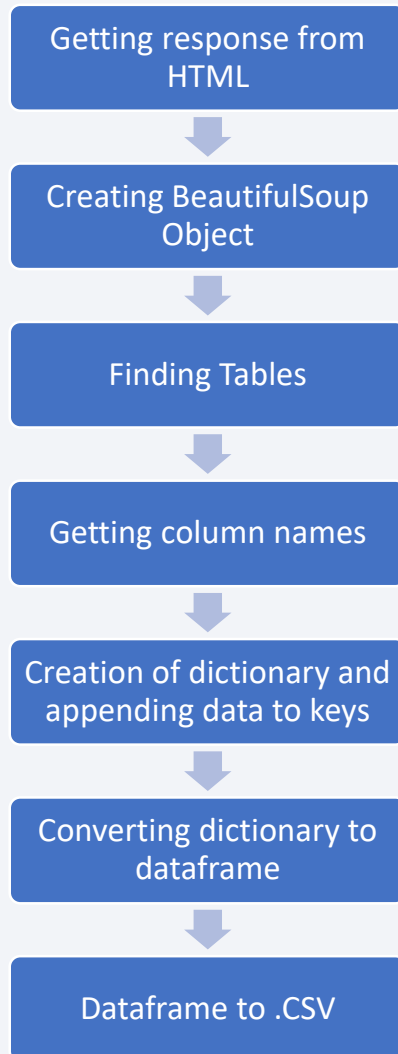 Getting response from
HTML
Creating BeautifulSoup
Object
Finding Tables
Getting column names
Creation of dictionary and
appending data to keys
Converting dictionary to
dataframe
Dataframe to .CSV